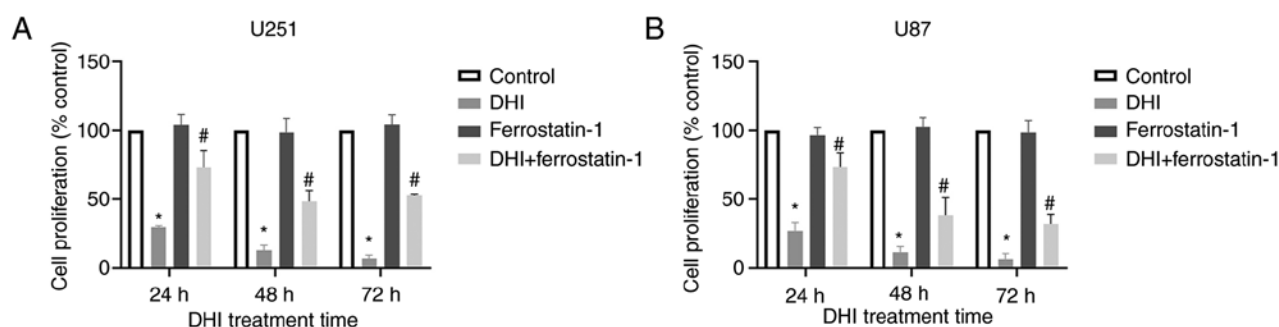 A
U251
Cell proliferation (% control)
150
100
50
0
*
#
*
#
*
#
24 h
48 h
72 h
DHI treatment time
Control
DHI
Ferrostatin-1
DHI+ferrostatin-1
B
U87
Cell proliferation (% control)
150
100
50
0
*
#
*
#
*
#
24 h
48 h
72 h
DHI treatment time
Control
DHI
Ferrostatin-1
DHI+ferrostatin-1